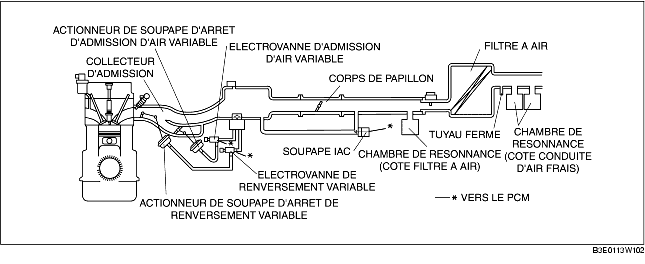 ACTIONNEUR DE SOUPAPE D'ARRET
D'ADMISSION D'AIR VARIABLE
COLLECTEUR
D'ADMISSION
ELECTROVANNE D'ADMISSION
D'AIR VARIABLE
CORPS DE PAPILLON
FILTRE A AIR
TUYAU FERME
CHAMBRE DE
RESONNANCE
(COTE CONDUITE
D'AIR FRAIS)
SOUPAPE IAC
CHAMBRE DE RESONNANCE)
(COTE FILTRE A AIR)
ELECTROVANNE DE
RENVERSEMENT VARIABLE
ACTIONNEUR DE SOUPAPE D'ARRET DE
RENVERSEMENT VARIABLE
* VERS LE PCM
B3E0113W102